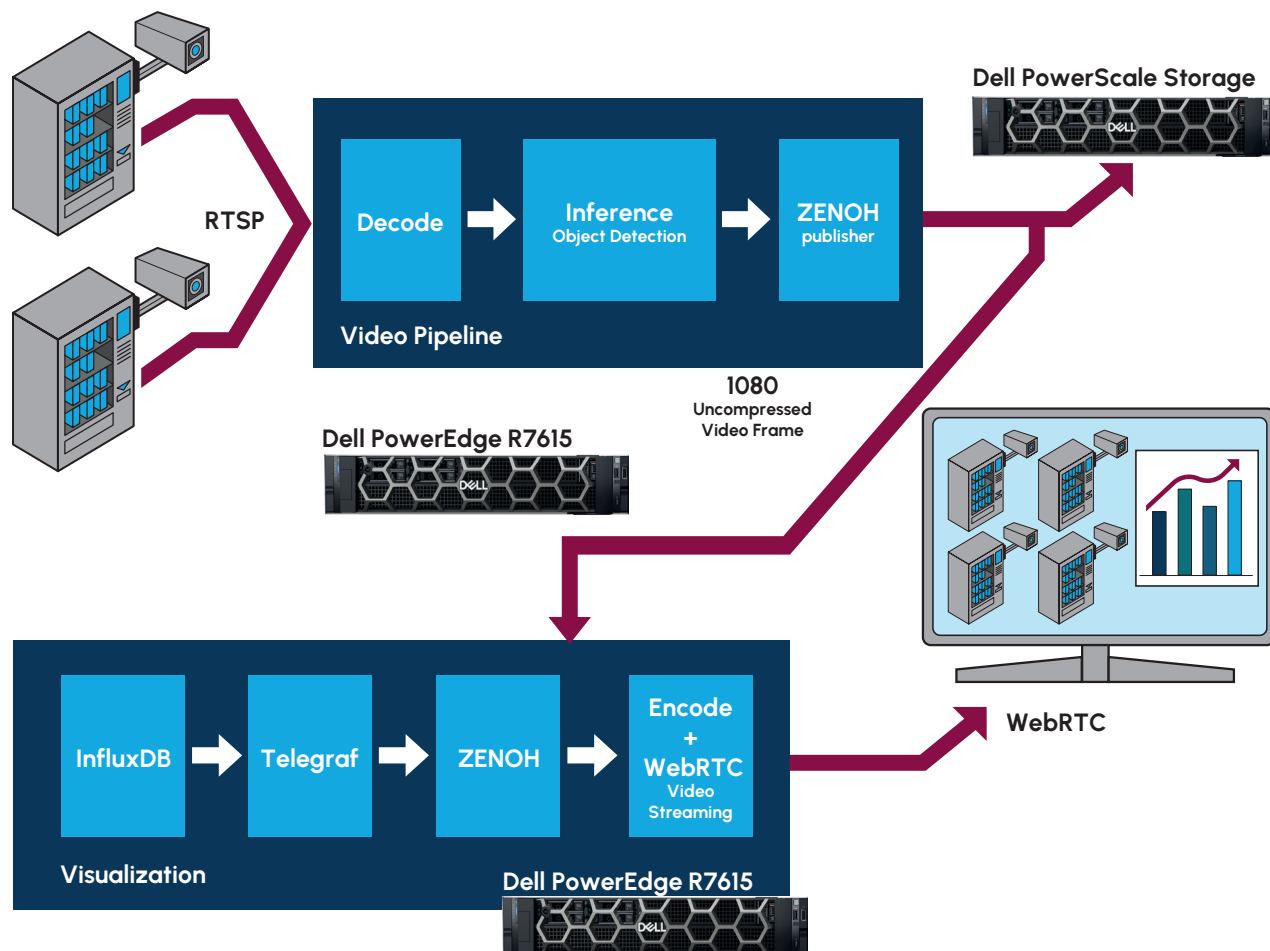 Dell PowerScale Storage
DELL
RTSP
Decode
Inference
Object Detection
ZENOH
publisher
Video Pipeline
1080
Uncompressed
Video Frame
Dell PowerEdge R7615
DELL
WebRTC
InfluxDB
Telegraf
ZENOH
Encode
+
WebRTC
Video
Streaming
Visualization
Dell PowerEdge R7615
DELL